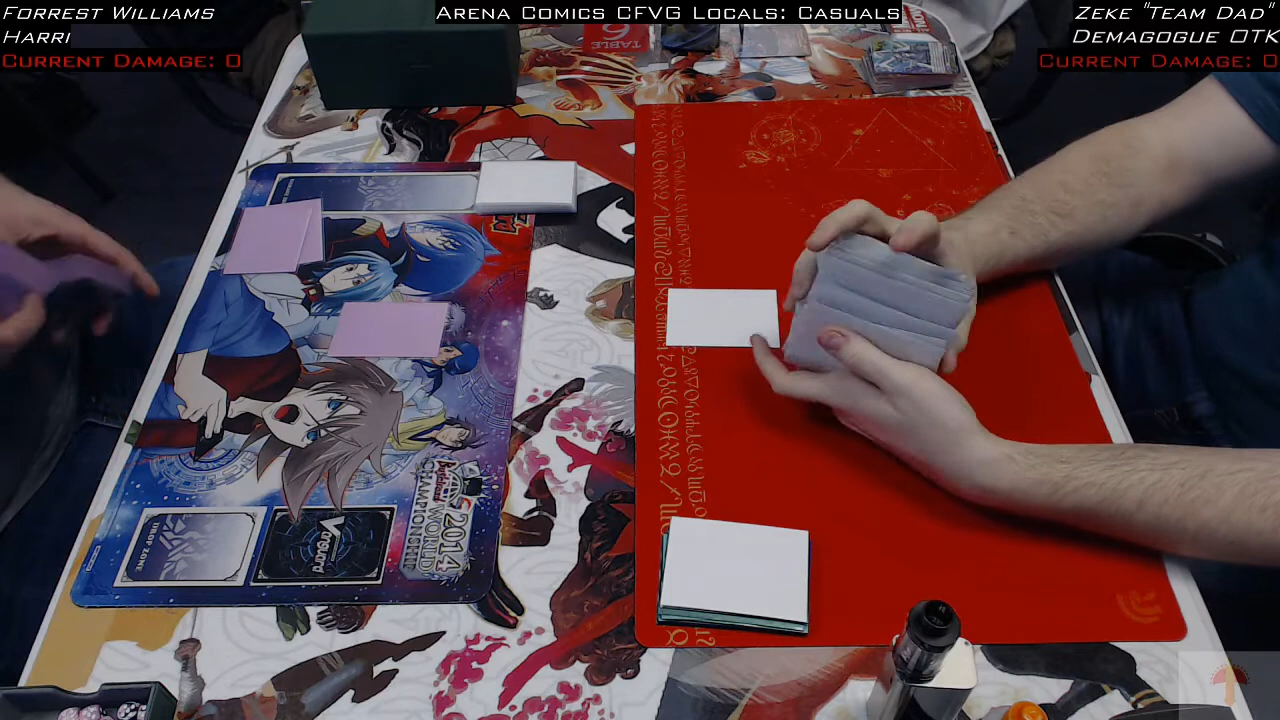 Forrest Williams
Harri
Current Damage: 0
Arena Comics CFVG Locals: Casuals
Zeke "Team Dad"
Demagogue OTK
Current Damage: 0
TABLE
6
DROP ZONE
Vanguard
2014
WORLD
CHAMPIONSHIP